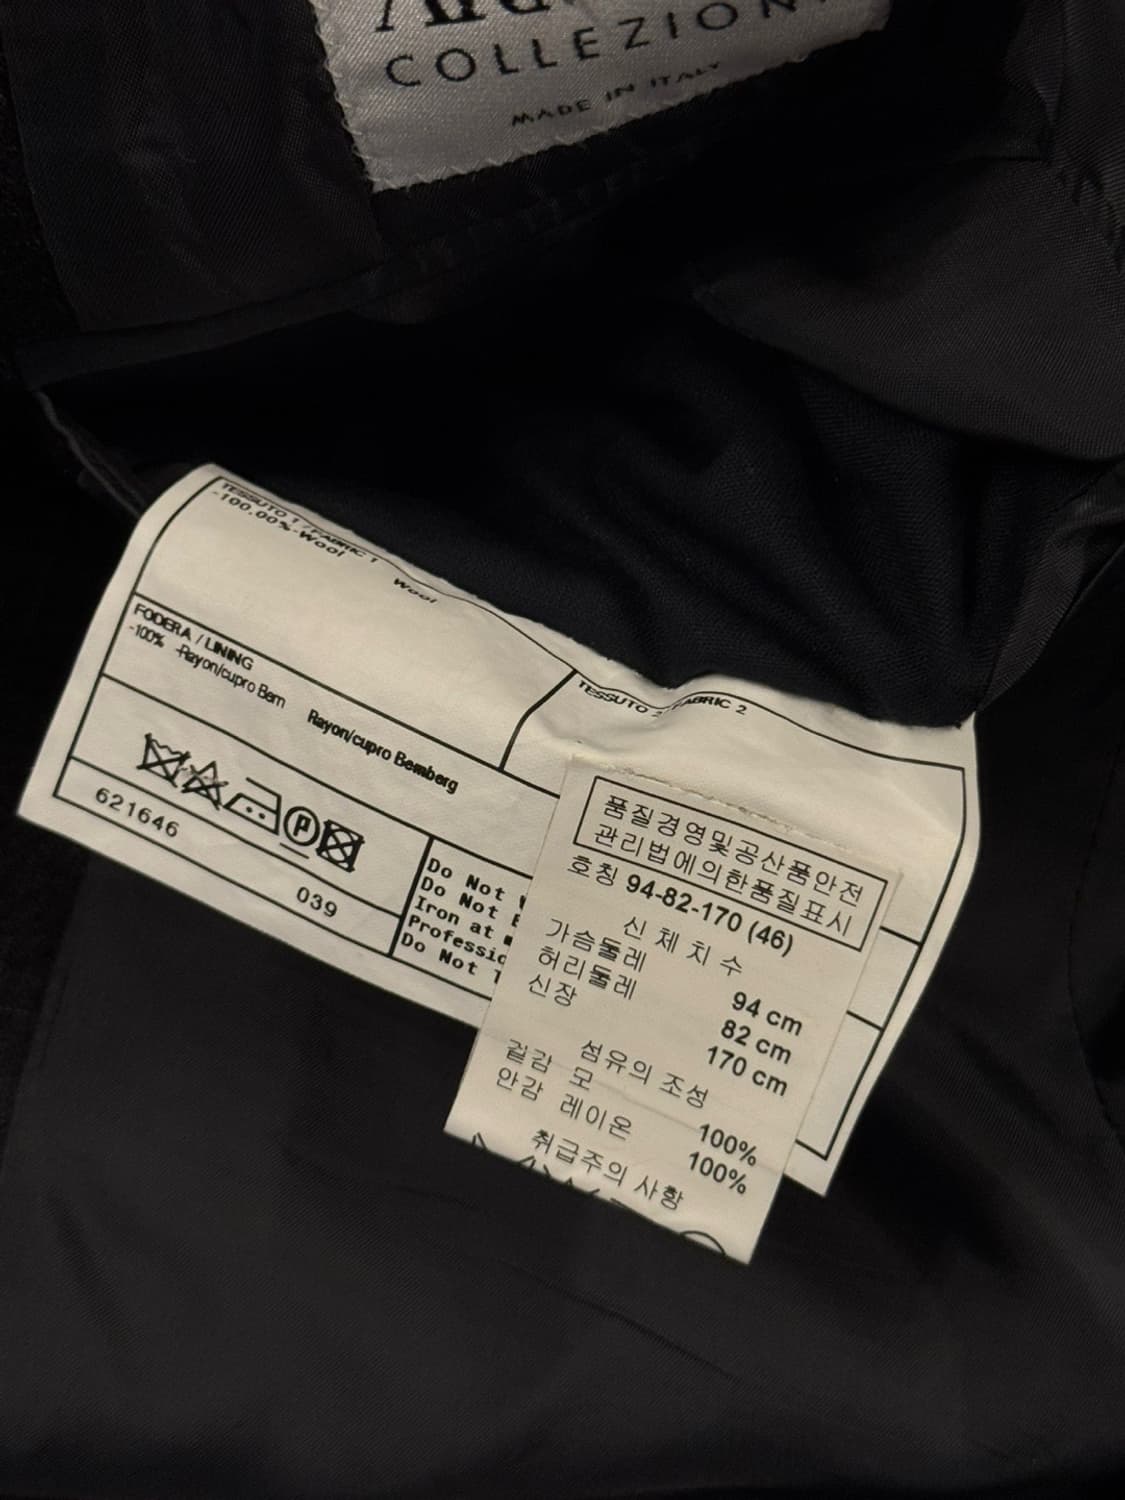 COLLEZION
MADE IN ITALY
TESSUTO 1 / FABRIC 1
-100.00%-Wool Wool
FODERA / LINING
-100% -Rayon/cupro Bem Rayon/cupro Bemberg
TESSUTO 2 FABRIC 2
621646
039
Do Not
Do Not
Iron at
Professio
Do Not
품질경영및공산품안전
관리법에의한품질표시
호칭 94-82-170 (46)
신체치수
가슴둘레 94 cm
허리둘레 82 cm
신장 170 cm
섬유의 조성
겉감 모 100%
안감 레이온 100%
취급주의 사항